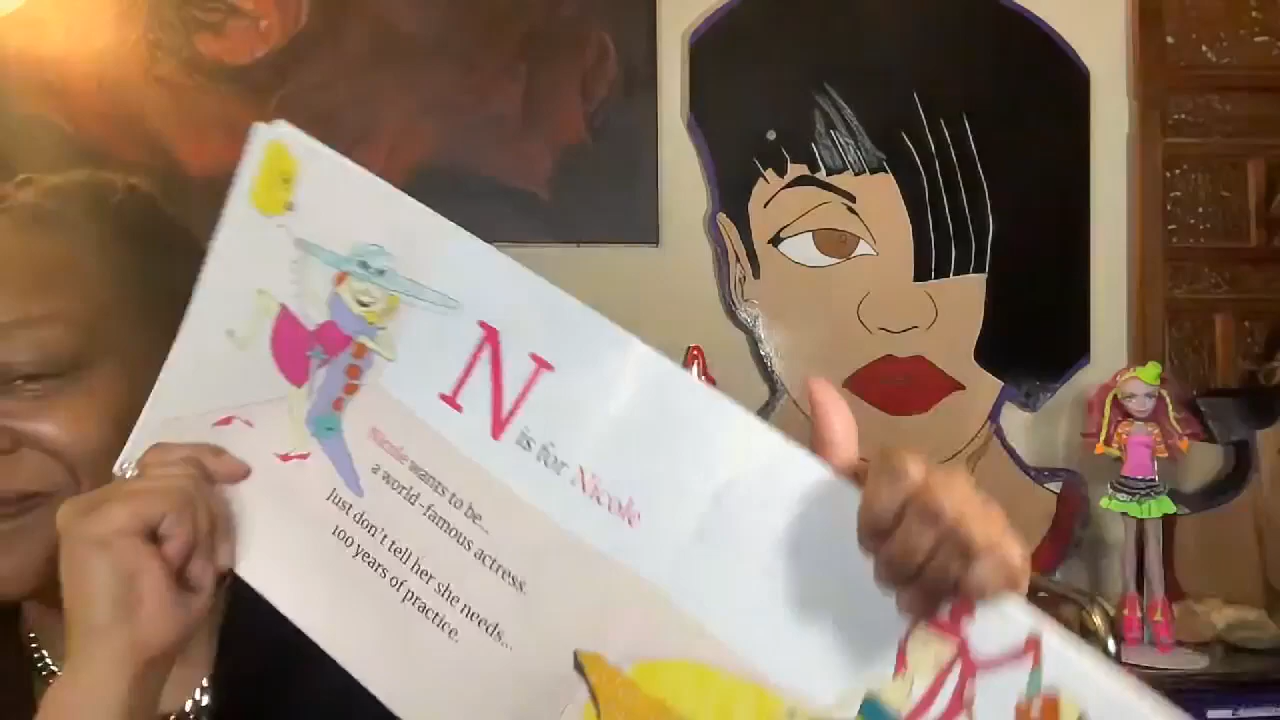 N is for Nicole
Nicole wants to be...
a world-famous actress.
Just don't tell her she needs...
100 years of practice.